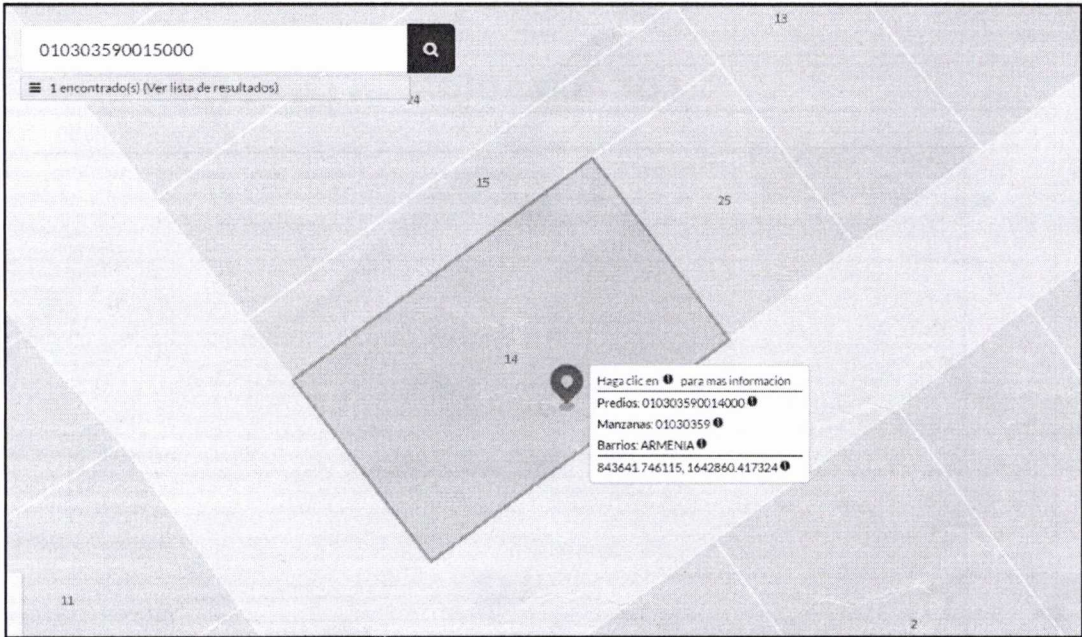 13
010303590015000
1 encontrado(s) (Ver lista de resultados)
24
15
25
14
Haga clic en para mas información
Predios: 010303590014000
Manzanas: 01030359
Barrios: ARMENIA
843641.746115, 1642860.417324
11
2